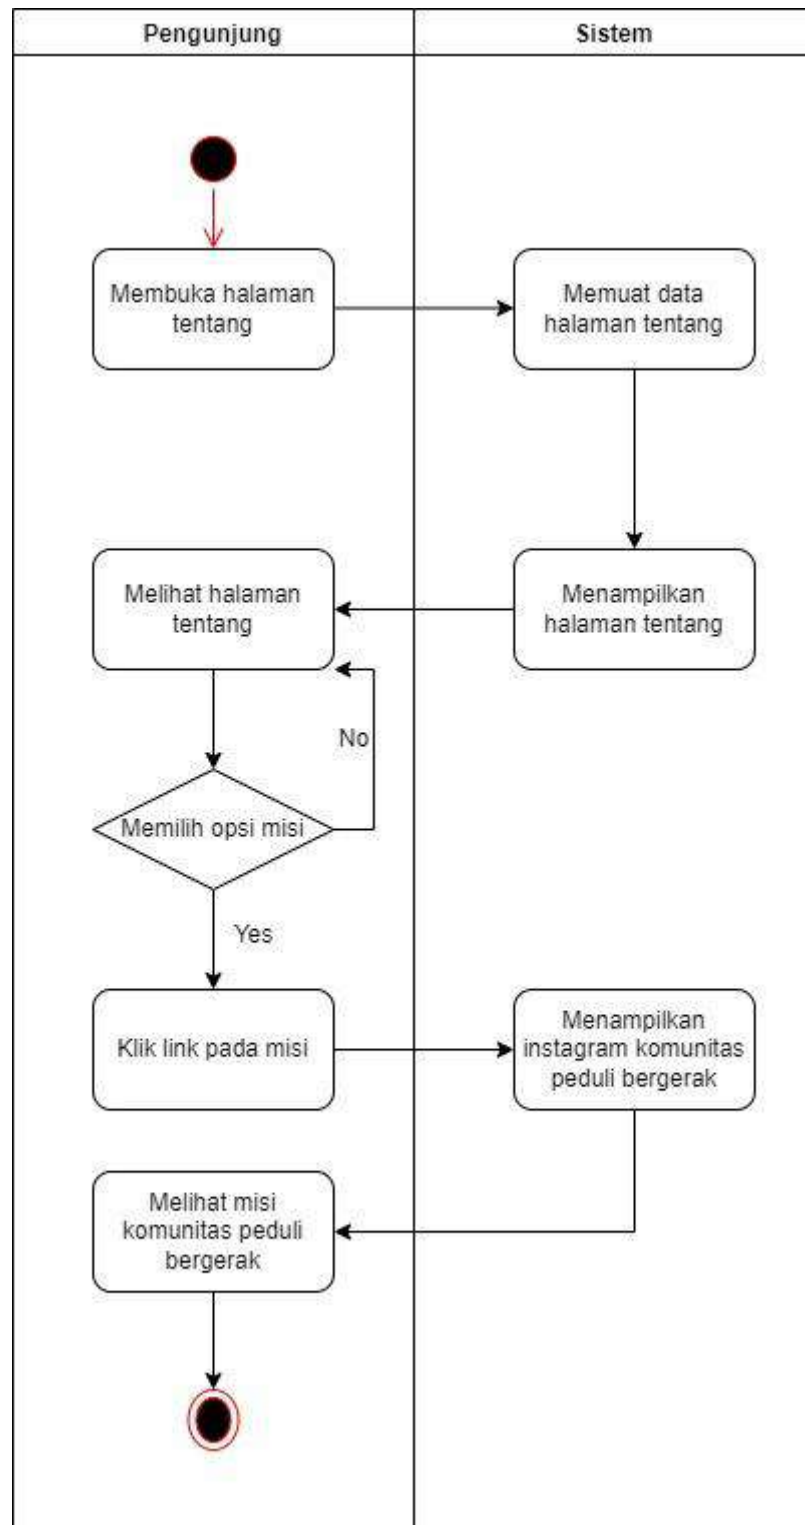 Pengunjung
Sistem
Membuka halaman
tentang
Memuat data
halaman tentang
Melihat halaman
tentang
Menampilkan
halaman tentang
No
Memilih opsi misi
Yes
Klik link pada misi
Menampilkan
instagram komunitas
peduli bergerak
Melihat misi
komunitas peduli
bergerak